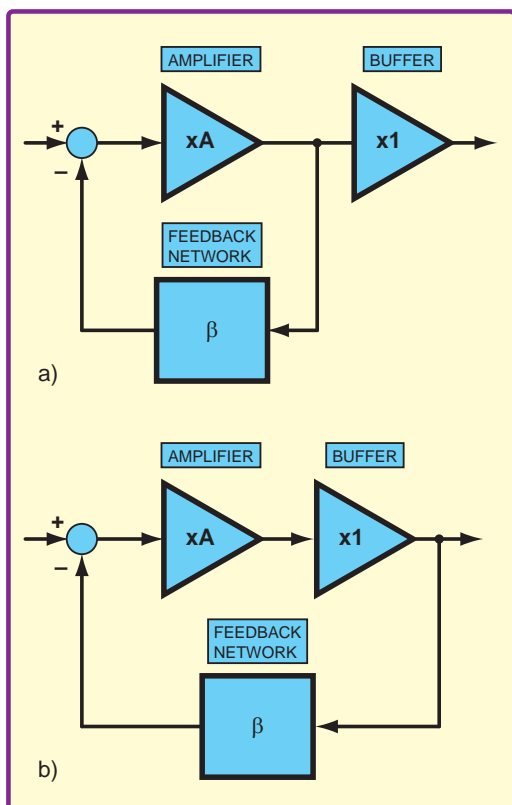 AMPLIFIER
BUFFER
+
xA
x1
–
FEEDBACK
NETWORK
β
a)
AMPLIFIER
BUFFER
+
xA
x1
–
FEEDBACK
NETWORK
β
b)